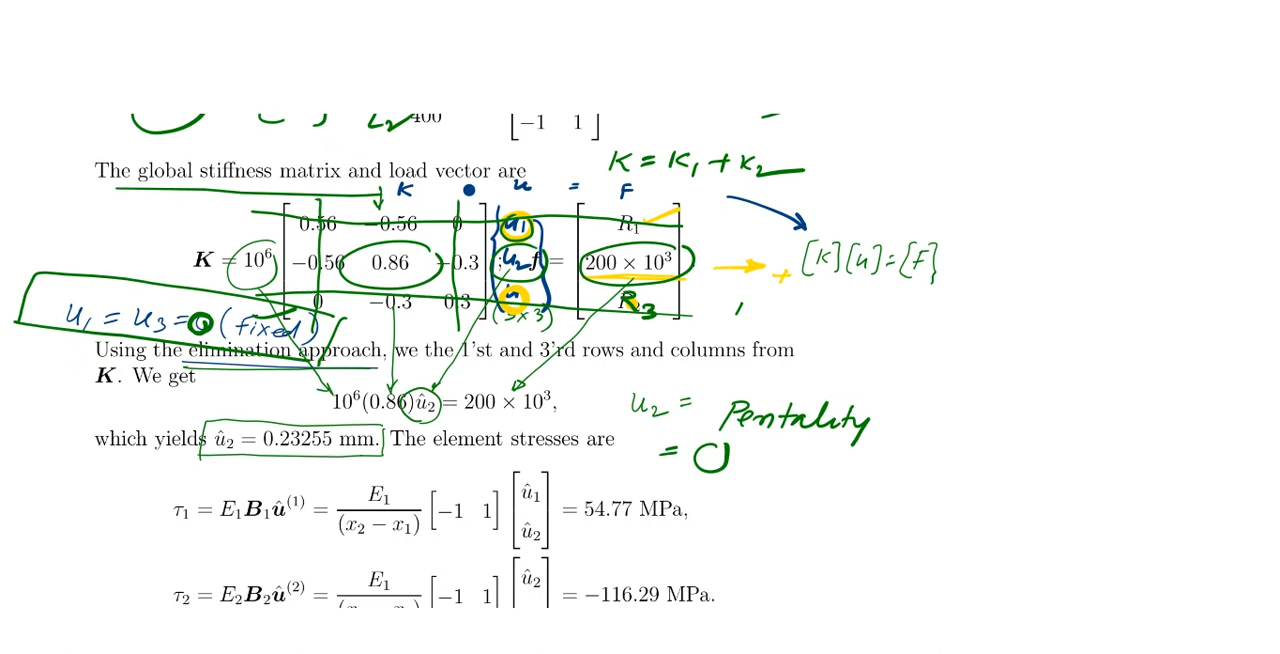 L2 400 [−1 1]
The global stiffness matrix and load vector are K = K1 + K2
K • u = F
0.56 −0.56 0 u1 R1
K = 10^6 −0.56 0.86 −0.3 u2 = 200 × 10^3 + [K][u]=[F]
0 −0.3 0.3 R3
(3×3)
u1 = u3 = 0 (fixed)
Using the elimination approach, we the 1'st and 3'rd rows and columns from
K. We get
10^6(0.86)û2 = 200 × 10^3, u2 =
Pentality
which yields û2 = 0.23255 mm. The element stresses are = 0
τ1 = E1B1û^(1) = E1/(x2 − x1) [−1 1] [û1 û2] = 54.77 MPa,
τ2 = E2B2û^(2) = E1 [−1 1] [û2 = −116.29 MPa.